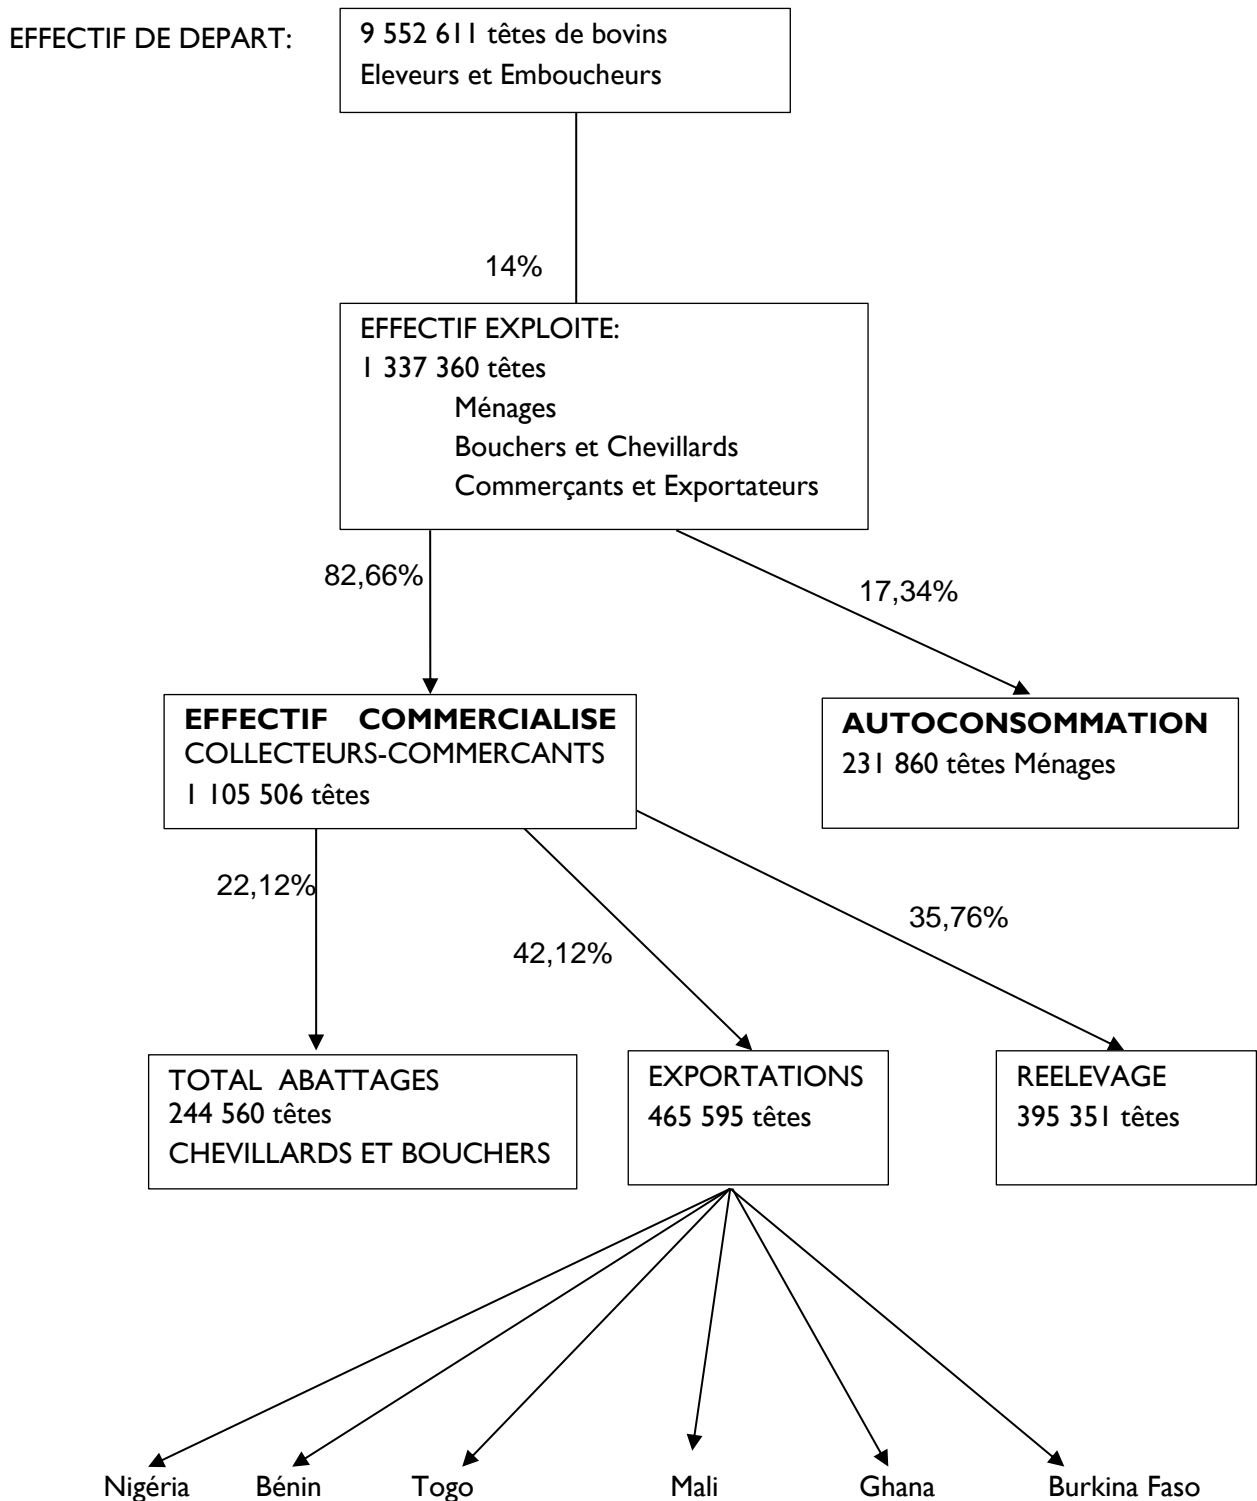 EFFECTIF DE DEPART:
9 552 611 têtes de bovins
Eleveurs et Emboucheurs
14%
EFFECTIF EXPLOITE:
1 337 360 têtes
Ménages
Bouchers et Chevillards
Commerçants et Exportateurs
82,66%
17,34%
EFFECTIF COMMERCIALISE
COLLECTEURS-COMMERCANTS
1 105 506 têtes
AUTOCONSOMMATION
231 860 têtes Ménages
22,12%
42,12%
35,76%
TOTAL ABATTAGES
244 560 têtes
CHEVILLARDS ET BOUCHERS
EXPORTATIONS
465 595 têtes
REELEVAGE
395 351 têtes
Nigéria Bénin Togo Mali Ghana Burkina Faso